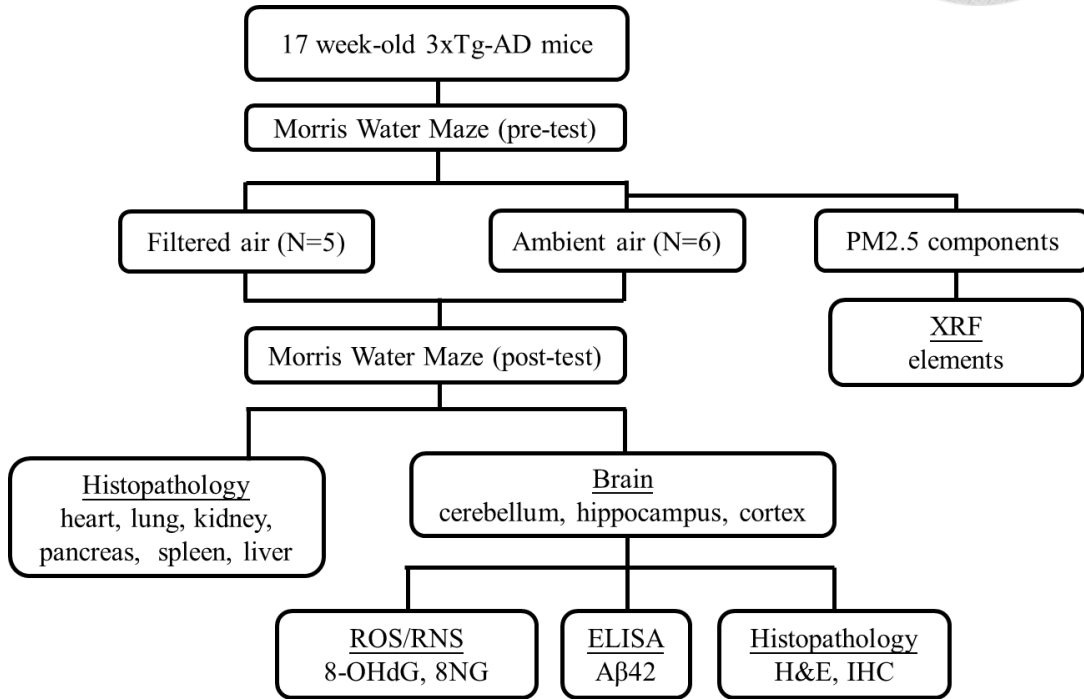 17 week-old 3xTg-AD mice
Morris Water Maze (pre-test)
Filtered air (N=5)
Ambient air (N=6)
PM2.5 components
XRF
elements
Morris Water Maze (post-test)
Histopathology
heart, lung, kidney,
pancreas, spleen, liver
Brain
cerebellum, hippocampus, cortex
ROS/RNS
8-OHdG, 8NG
ELISA
Aβ42
Histopathology
H&E, IHC